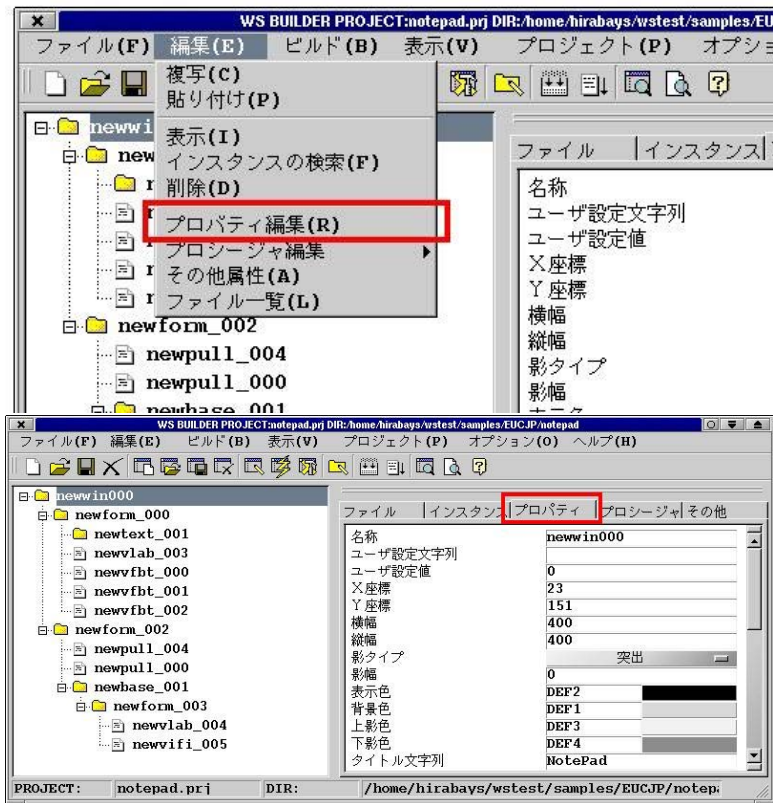 WS BUILDER PROJECT:notepad.prj DIR:/home/hirabays/wstest/samples/EU
ファイル(F) 編集(E) ビルド(B) 表示(V) プロジェクト(P) オプショ
複写(C)
貼り付け(P)
表示(I)
インスタンスの検索(F)
削除(D)
プロパティ編集(R)
プロシージャ編集
その他属性(A)
ファイル一覧(L)
newwi
new
newform_002
newpull_004
newpull_000
newbase_001
ファイル インスタンス
名称
ユーザ設定文字列
ユーザ設定値
X座標
Y座標
横幅
縦幅
影タイプ
影幅
WS BUILDER PROJECT:notepad.prj DIR:/home/hirabays/wstest/samples/EUCJP/notepad
ファイル(F) 編集(E) ビルド(B) 表示(V) プロジェクト(P) オプション(O) ヘルプ(H)
newwin000
newform_000
newtext_001
newvlab_003
newvfbt_000
newvfbt_001
newvfbt_002
newform_002
newpull_004
newpull_000
newbase_001
newform_003
newvlab_004
newvifi_005
ファイル インスタンス プロパティ プロシージャ その他
名称 newwin000
ユーザ設定文字列
ユーザ設定値 0
X座標 23
Y座標 151
横幅 400
縦幅 400
影タイプ 突出
影幅 0
表示色 DEF2
背景色 DEF1
上影色 DEF3
下影色 DEF4
タイトル文字列 NotePad
PROJECT: notepad.prj DIR: /home/hirabays/wstest/samples/EUCJP/notep